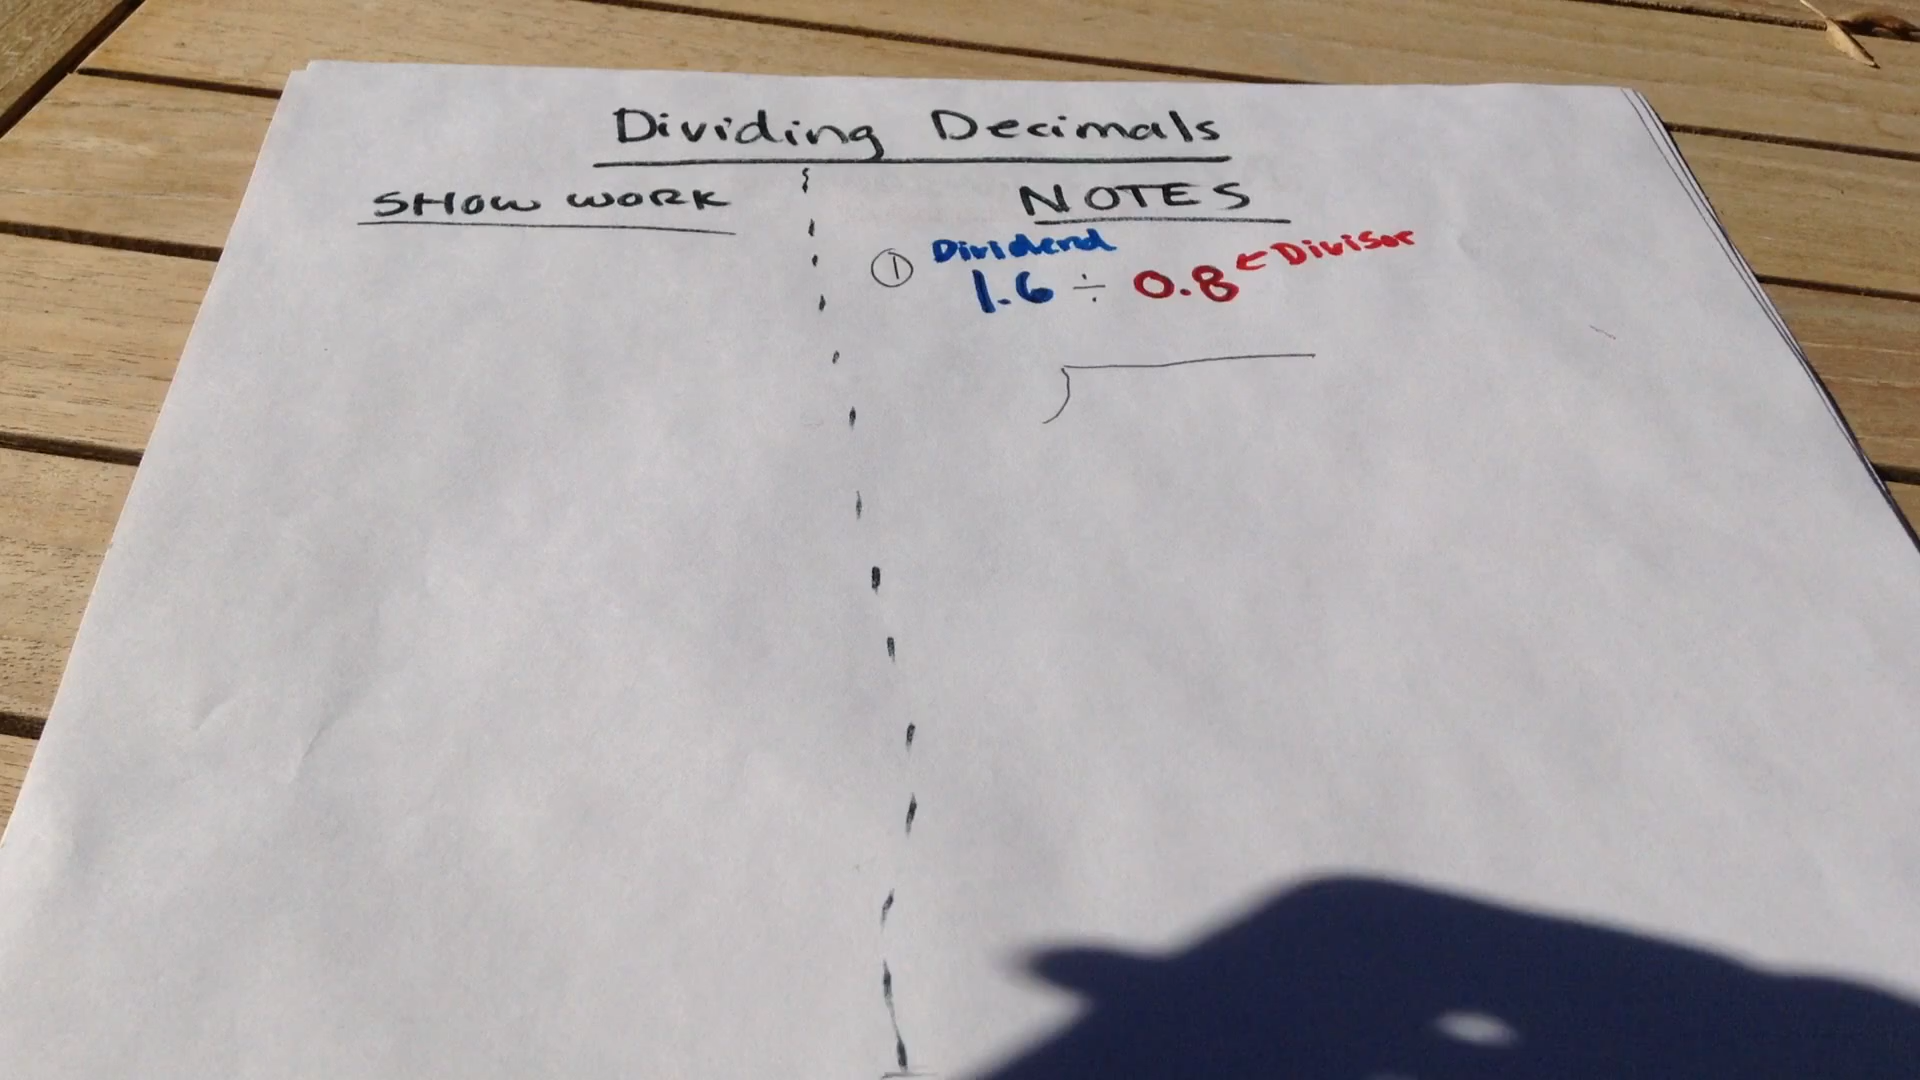 Dividing Decimals
SHOW WORK
NOTES
① Dividend
1.6 ÷ 0.8 ← Divisor